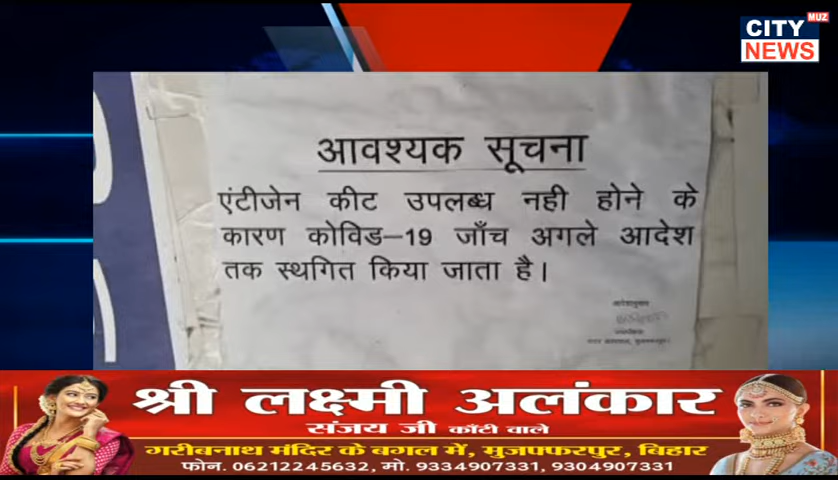 CITY MUZ
NEWS
आवश्यक सूचना
एंटीजेन कीट उपलब्ध नही होने के
कारण कोविड–19 जाँच अगले आदेश
तक स्थगित किया जाता है।
श्री लक्ष्मी अलंकार
संजय जी काँटी वाले
गरीबनाथ मंदिर के बगल में, मुजफ्फरपुर, बिहार
फोन. 06212245632, मो. 9334907331, 9304907331